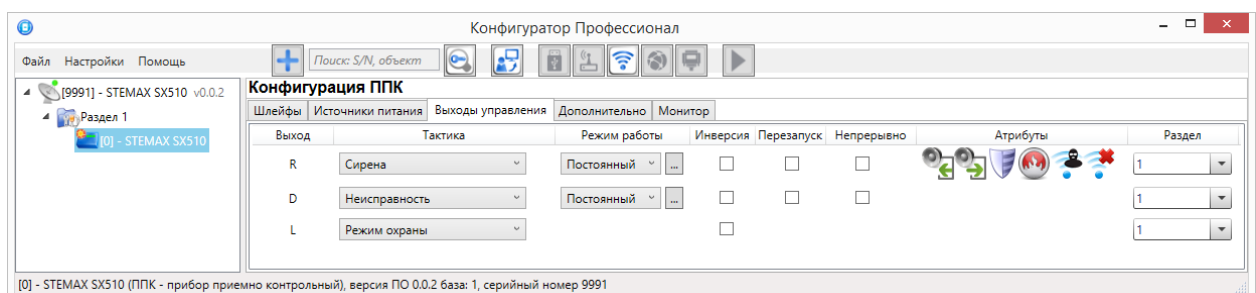 Конфигуратор Профессионал
Файл Настройки Помощь Поиск: S/N, объект
[9991] - STEMAX SX510 v0.0.2
Раздел 1
[0] - STEMAX SX510
Конфигурация ППК
Шлейфы Источники питания Выходы управления Дополнительно Монитор
Выход Тактика Режим работы Инверсия Перезапуск Непрерывно Атрибуты Раздел
R Сирена Постоянный ... 1
D Неисправность Постоянный ... 1
L Режим охраны 1
[0] - STEMAX SX510 (ППК - прибор приемно контрольный), версия ПО 0.0.2 база: 1, серийный номер 9991